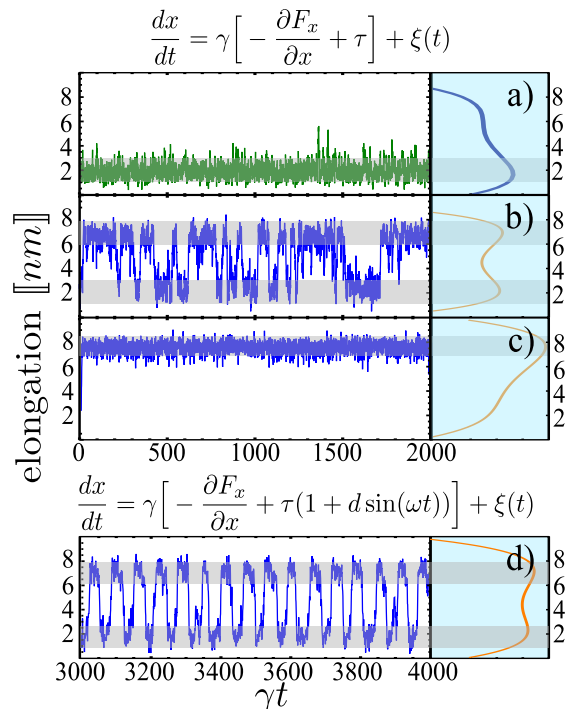 dx/dt = γ[ - ∂Fₓ/∂x + τ ] + ξ(t)
elongation [[nm]]
8 6 4 2 a) 8 6 4 2
8 6 4 2 b) 8 6 4 2
8 6 4 2 c) 8 6 4 2
0 500 1000 1500 2000
dx/dt = γ[ - ∂Fₓ/∂x + τ(1 + d sin(ωt)) ] + ξ(t)
8 6 4 2 d) 8 6 4 2
3000 3200 3400 3600 3800 4000
γt